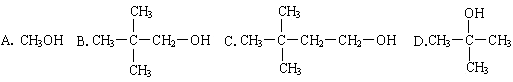 CH₃ CH₃ OH
A. CH₃OH B. CH₃—C—CH₂—OH C. CH₃—C—CH₂—CH₂—OH D. CH₃—C—CH₃
CH₃ CH₃ CH₃